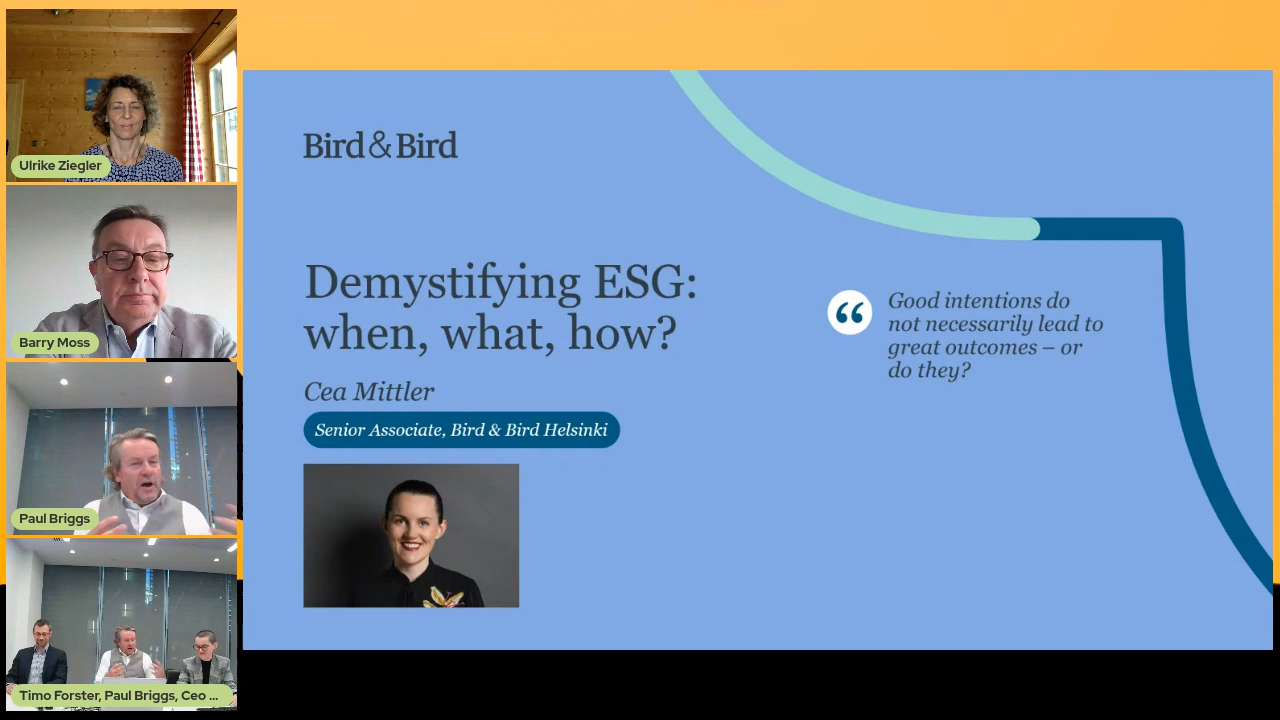 Ulrike Ziegler
Barry Moss
Paul Briggs
Timo Forster, Paul Briggs, Ceo ...
Bird & Bird
Demystifying ESG:
when, what, how?
Cea Mittler
Senior Associate, Bird & Bird Helsinki
“
Good intentions do
not necessarily lead to
great outcomes – or
do they?